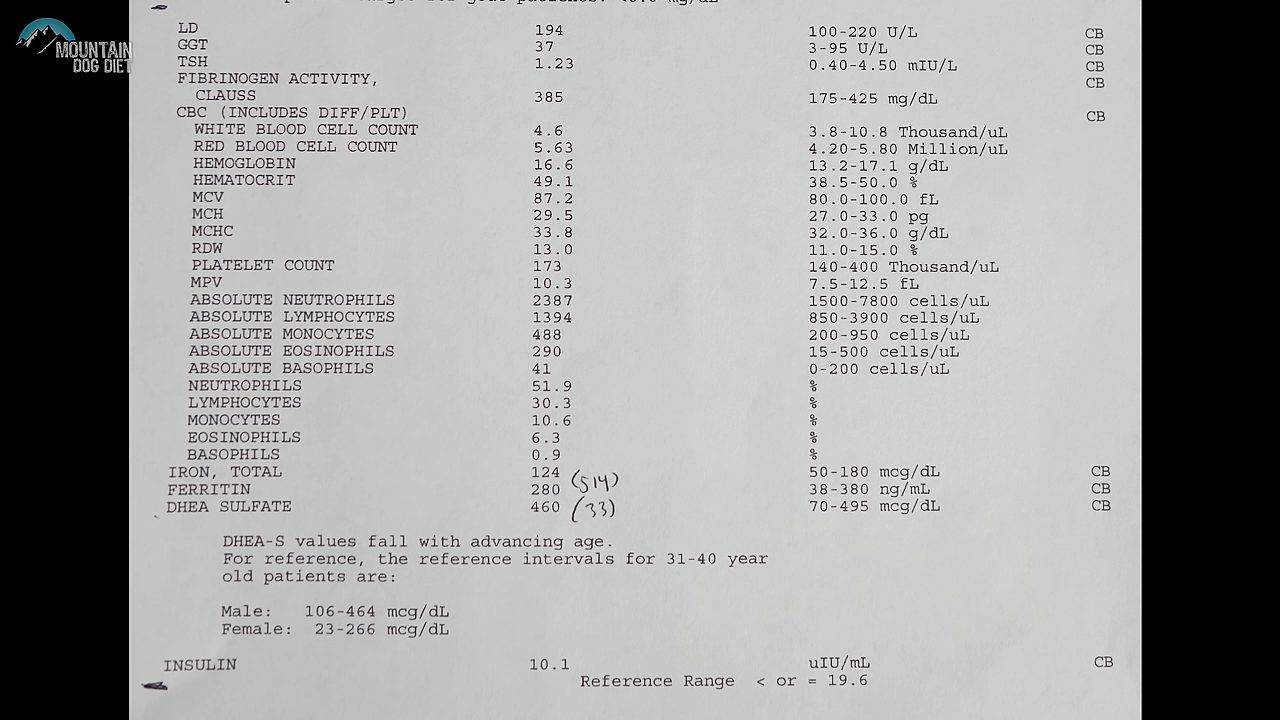 MOUNTAIN
DOG DIET
LD 194 100-220 U/L CB
GGT 37 3-95 U/L CB
TSH 1.23 0.40-4.50 mIU/L CB
FIBRINOGEN ACTIVITY, CB
CLAUSS 385 175-425 mg/dL
CBC (INCLUDES DIFF/PLT) CB
WHITE BLOOD CELL COUNT 4.6 3.8-10.8 Thousand/uL
RED BLOOD CELL COUNT 5.63 4.20-5.80 Million/uL
HEMOGLOBIN 16.6 13.2-17.1 g/dL
HEMATOCRIT 49.1 38.5-50.0 %
MCV 87.2 80.0-100.0 fL
MCH 29.5 27.0-33.0 pg
MCHC 33.8 32.0-36.0 g/dL
RDW 13.0 11.0-15.0 %
PLATELET COUNT 173 140-400 Thousand/uL
MPV 10.3 7.5-12.5 fL
ABSOLUTE NEUTROPHILS 2387 1500-7800 cells/uL
ABSOLUTE LYMPHOCYTES 1394 850-3900 cells/uL
ABSOLUTE MONOCYTES 488 200-950 cells/uL
ABSOLUTE EOSINOPHILS 290 15-500 cells/uL
ABSOLUTE BASOPHILS 41 0-200 cells/uL
NEUTROPHILS 51.9 %
LYMPHOCYTES 30.3 %
MONOCYTES 10.6 %
EOSINOPHILS 6.3 %
BASOPHILS 0.9 %
IRON, TOTAL 124 50-180 mcg/dL CB
FERRITIN 280 (514) 38-380 ng/mL CB
DHEA SULFATE 460 (33) 70-495 mcg/dL CB
DHEA-S values fall with advancing age.
For reference, the reference intervals for 31-40 year
old patients are:
Male: 106-464 mcg/dL
Female: 23-266 mcg/dL
INSULIN 10.1 uIU/mL CB
Reference Range < or = 19.6